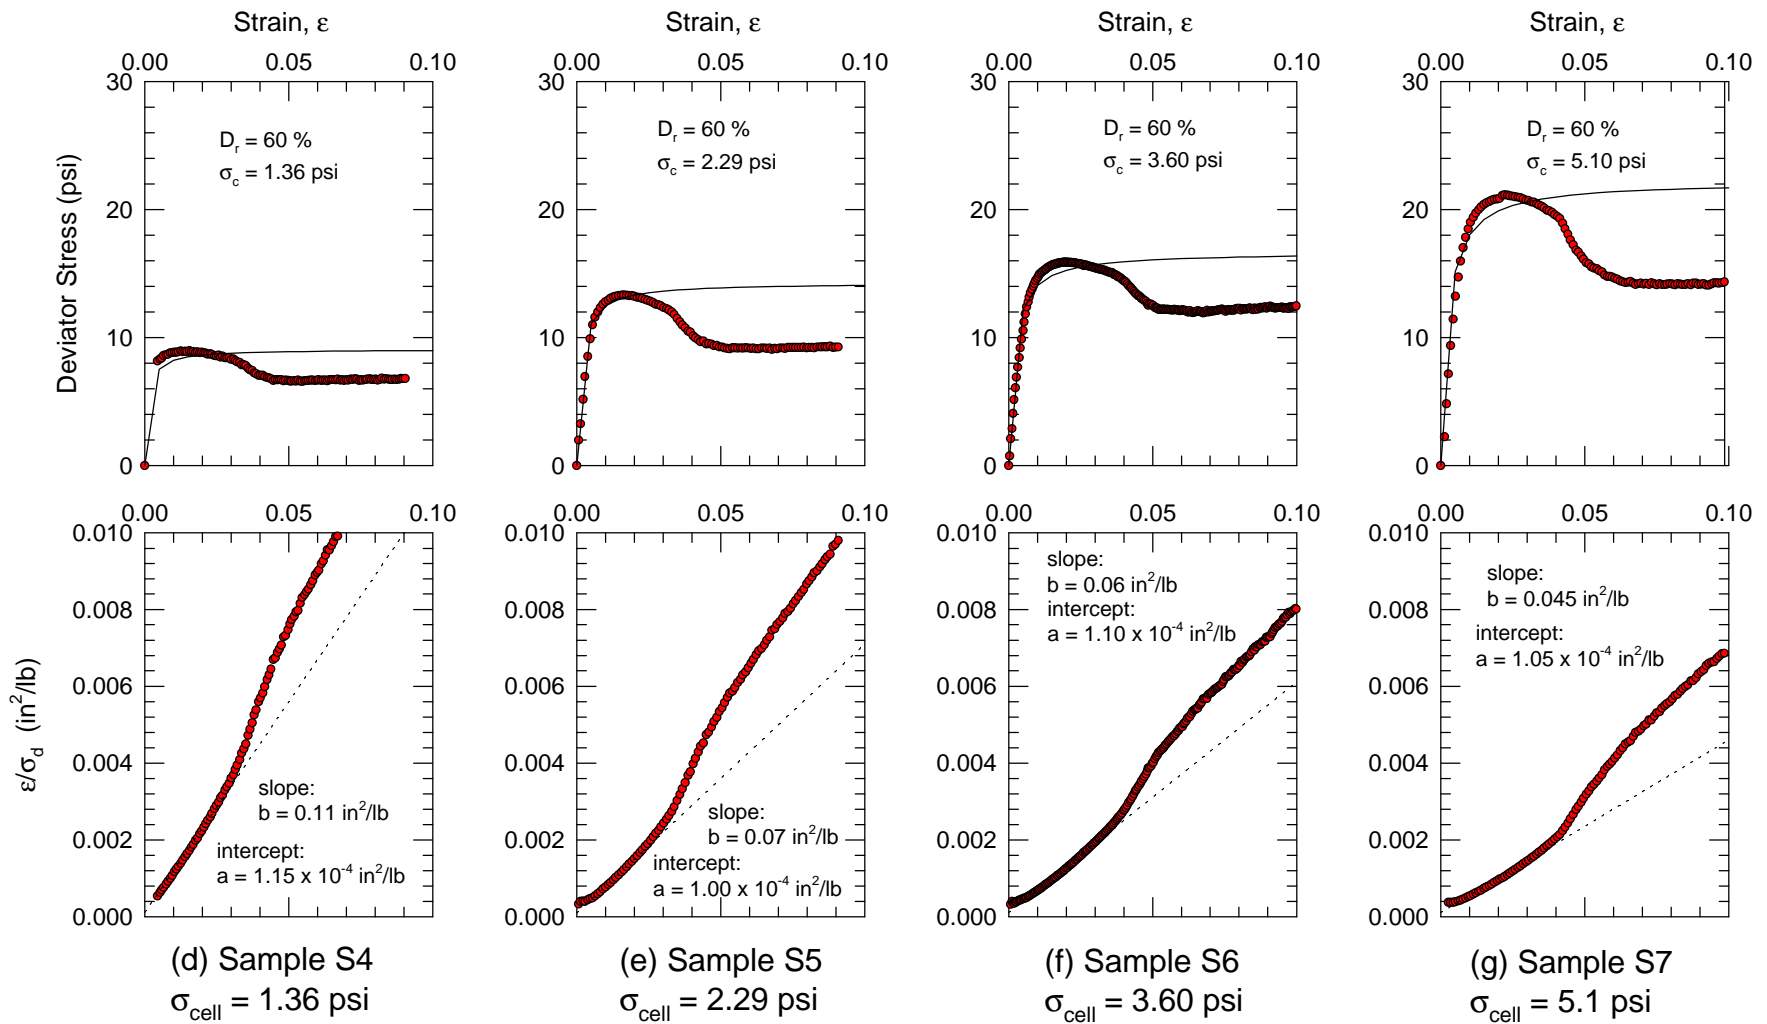 Strain, ε Strain, ε Strain, ε Strain, ε
0.00 0.05 0.10 0.00 0.05 0.10 0.00 0.05 0.10 0.00 0.05 0.10
Deviator Stress (psi)
30 30 30 30
20 20 20 20
10 10 10 10
0 0 0 0
D_r = 60 %
σ_c = 1.36 psi
D_r = 60 %
σ_c = 2.29 psi
D_r = 60 %
σ_c = 3.60 psi
D_r = 60 %
σ_c = 5.10 psi
0.00 0.05 0.10 0.00 0.05 0.10 0.00 0.05 0.10 0.00 0.05 0.10
ε/σ_d (in²/lb)
0.010 0.010 0.010 0.010
0.008 0.008 0.008 0.008
0.006 0.006 0.006 0.006
0.004 0.004 0.004 0.004
0.002 0.002 0.002 0.002
0.000 0.000 0.000 0.000
slope:
b = 0.11 in²/lb
intercept:
a = 1.15 x 10⁻⁴ in²/lb
slope:
b = 0.07 in²/lb
intercept:
a = 1.00 x 10⁻⁴ in²/lb
slope:
b = 0.06 in²/lb
intercept:
a = 1.10 x 10⁻⁴ in²/lb
slope:
b = 0.045 in²/lb
intercept:
a = 1.05 x 10⁻⁴ in²/lb
(d) Sample S4
σ_cell = 1.36 psi
(e) Sample S5
σ_cell = 2.29 psi
(f) Sample S6
σ_cell = 3.60 psi
(g) Sample S7
σ_cell = 5.1 psi